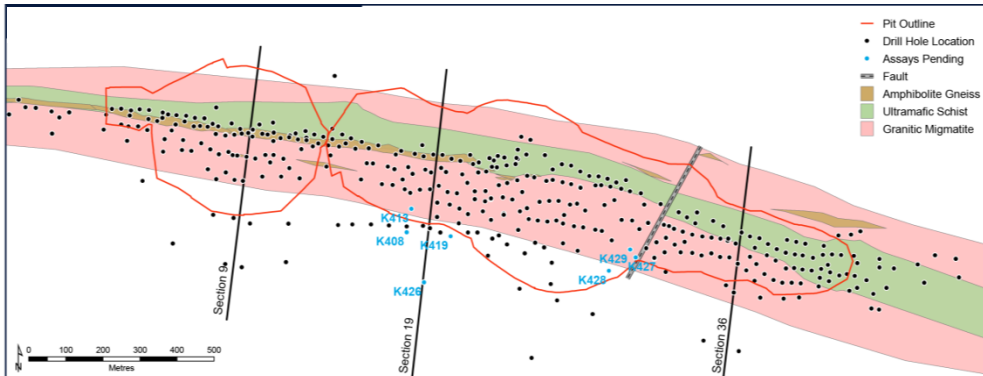 Pit Outline
Drill Hole Location
Assays Pending
Fault
Amphibolite Gneiss
Ultramafic Schist
Granitic Migmatite
K413
K408
K419
K429
K427
K428
K426
Section 9
Section 19
Section 36
N
0 100 200 300 400 500
Metres